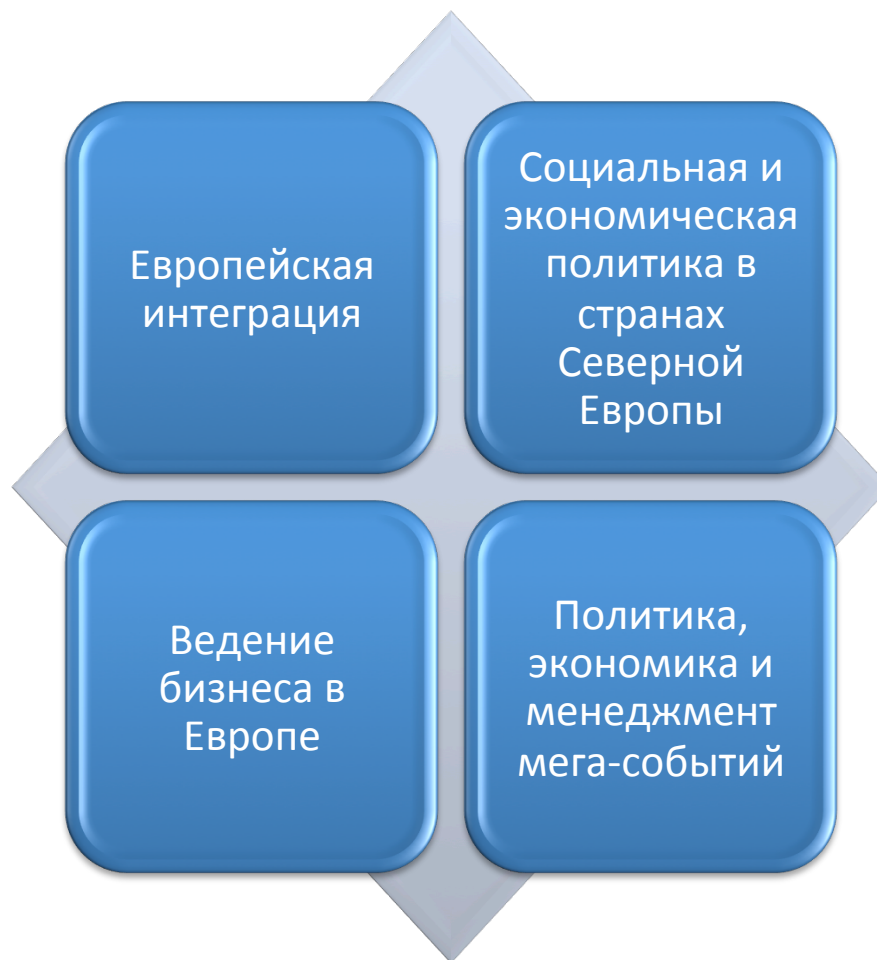 Европейская
интеграция
Социальная и
экономическая
политика в
странах
Северной
Европы
Ведение
бизнеса в
Европе
Политика,
экономика и
менеджмент
мега-событий